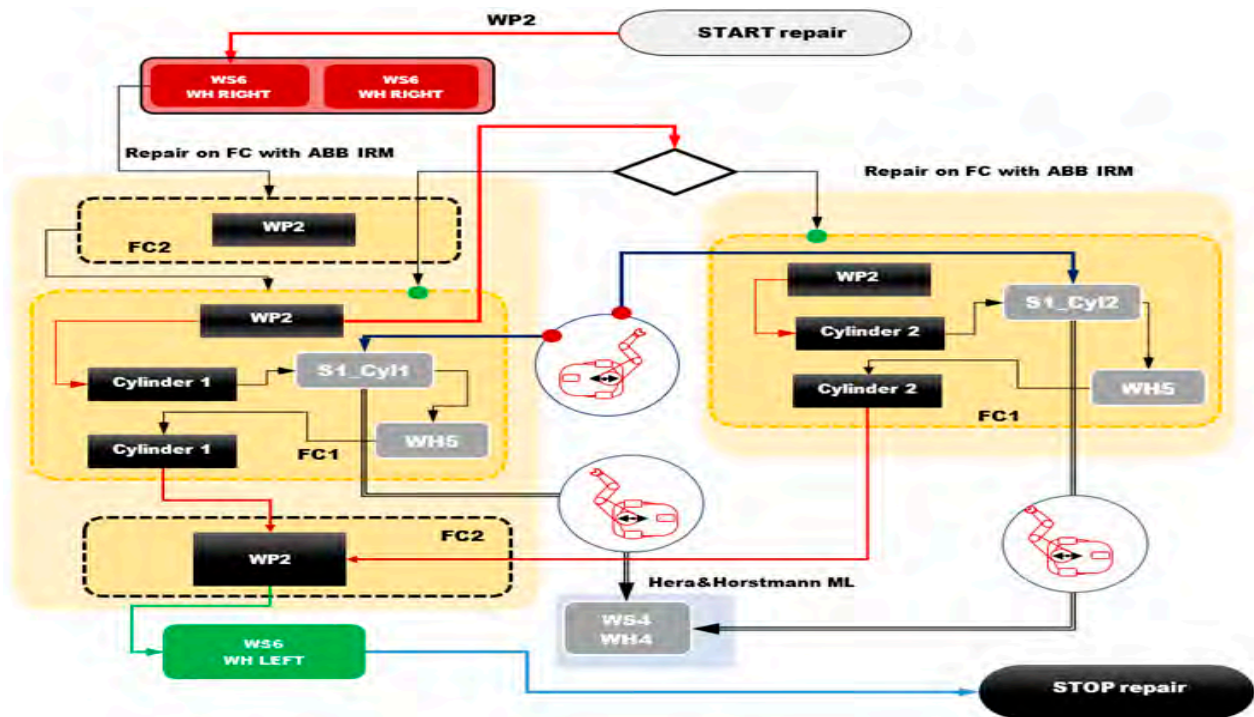 WP2
START repair
WS6
WH RIGHT
WS6
WH RIGHT
Repair on FC with ABB IRM
Repair on FC with ABB IRM
WP2
FC2
WP2
WP2
S1_Cyl2
Cylinder 2
Cylinder 1
S1_Cyl1
Cylinder 2
WH5
FC1
Cylinder 1
WH5
FC1
FC2
WP2
Hera&Horstmann ML
WS4
WH4
WS6
WH LEFT
STOP repair